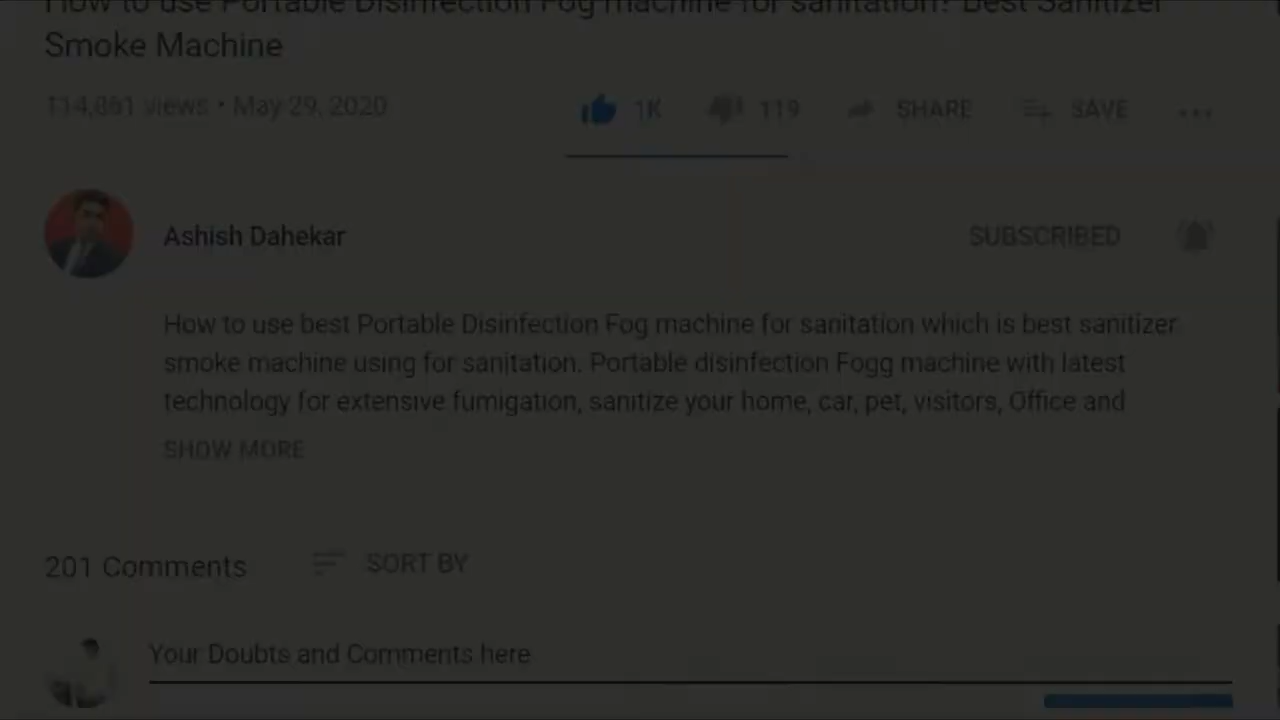 How to use Portable Disinfection Fog machine for sanitation? Best Sanitizer
Smoke Machine
114,861 views • May 29, 2020
1K
119
SHARE
SAVE
Ashish Dahekar
SUBSCRIBED
How to use best Portable Disinfection Fog machine for sanitation which is best sanitizer
smoke machine using for sanitation. Portable disinfection Fogg machine with latest
technology for extensive fumigation, sanitize your home, car, pet, visitors, Office and
SHOW MORE
201 Comments
SORT BY
Your Doubts and Comments here